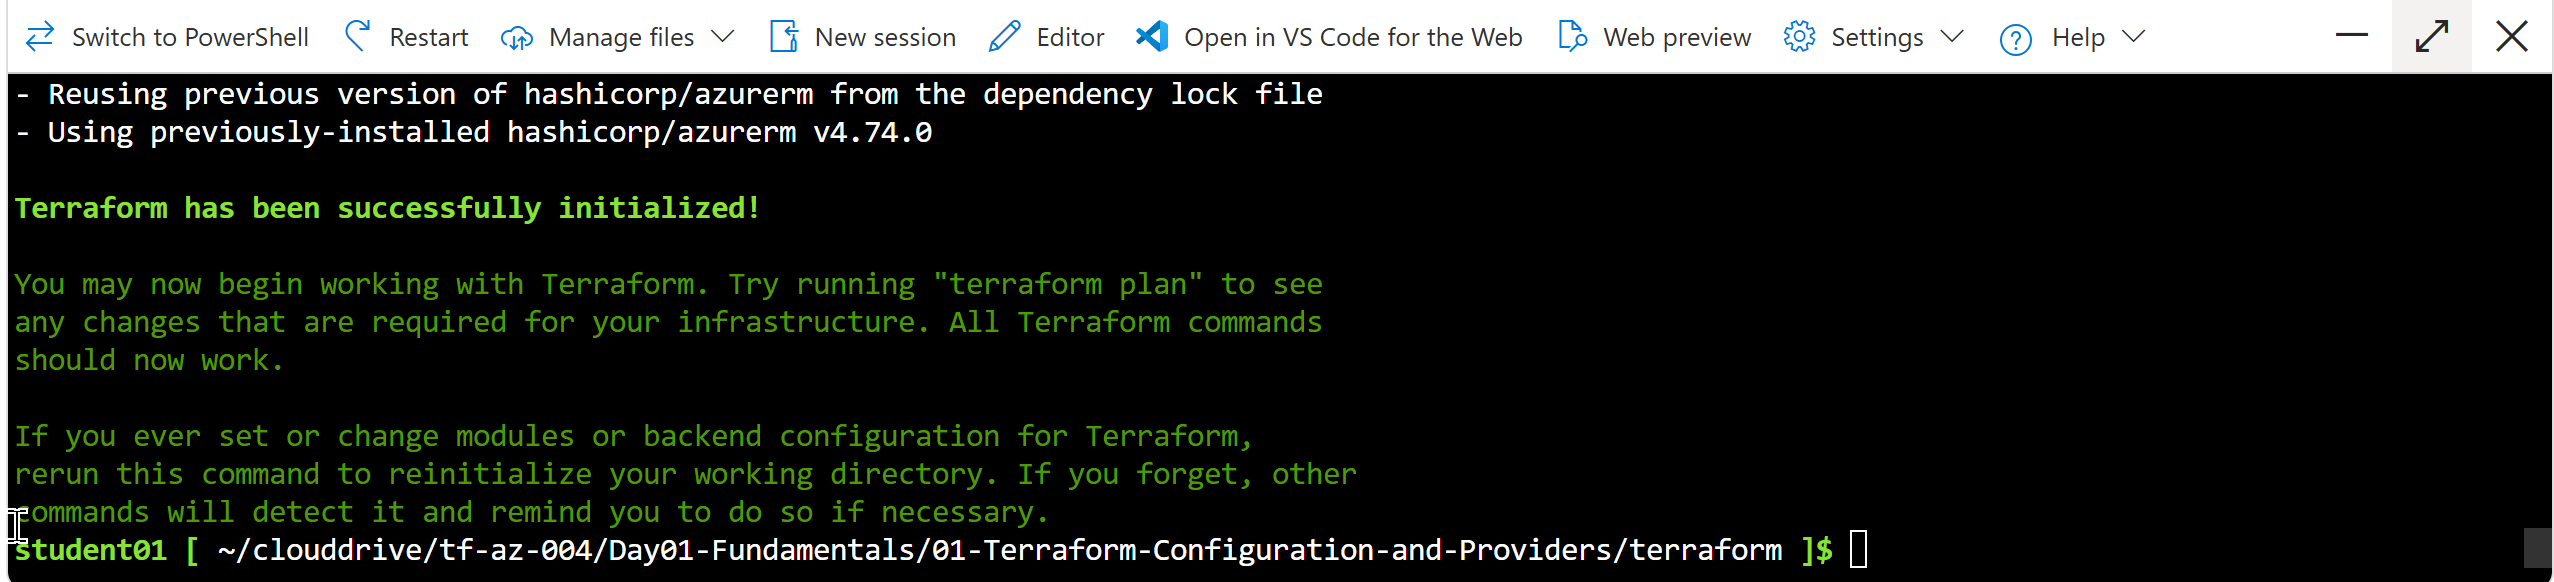 Switch to PowerShell Restart Manage files New session Editor Open in VS Code for the Web Web preview Settings Help
- Reusing previous version of hashicorp/azurerm from the dependency lock file
- Using previously-installed hashicorp/azurerm v4.74.0
Terraform has been successfully initialized!
You may now begin working with Terraform. Try running "terraform plan" to see
any changes that are required for your infrastructure. All Terraform commands
should now work.
If you ever set or change modules or backend configuration for Terraform,
rerun this command to reinitialize your working directory. If you forget, other
commands will detect it and remind you to do so if necessary.
student01 [ ~/clouddrive/tf-az-004/Day01-Fundamentals/01-Terraform-Configuration-and-Providers/terraform ]$